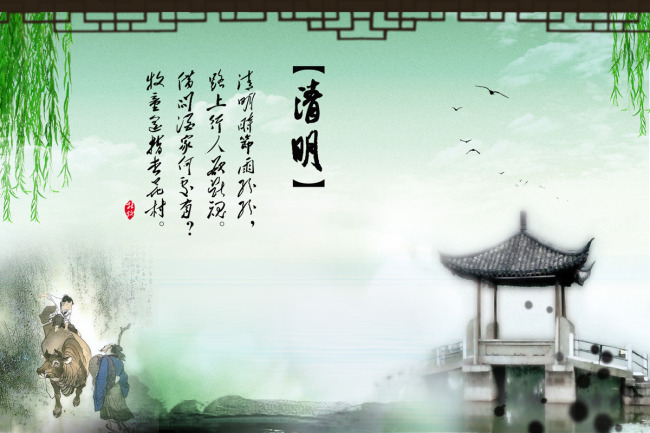 【清明】
清明时节雨纷纷，
路上行人欲断魂。
借问酒家何处有？
牧童遥指杏花村。